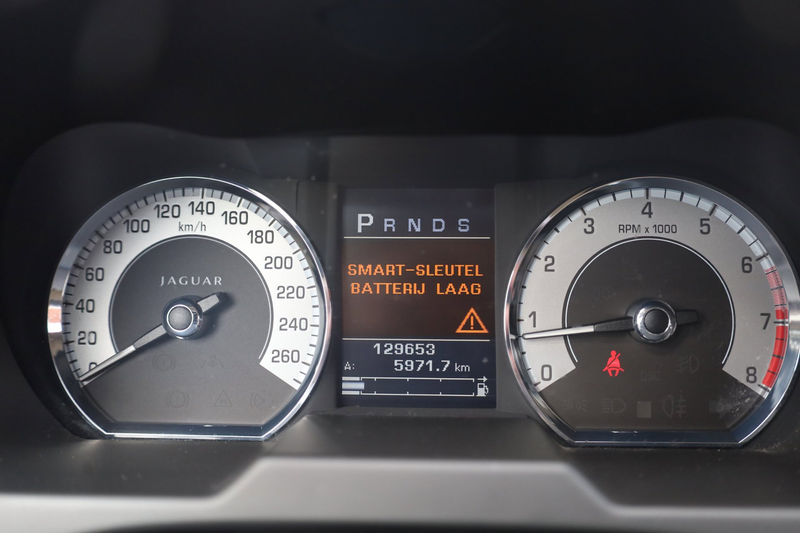 0 20 40 60 80 100 120 140 160 180 200 220 240 260
km/h
JAGUAR
P R N D S
SMART-SLEUTEL
BATTERIJ LAAG
129653
A: 5971.7 km
0 1 2 3 4 5 6 7 8
RPM x 1000